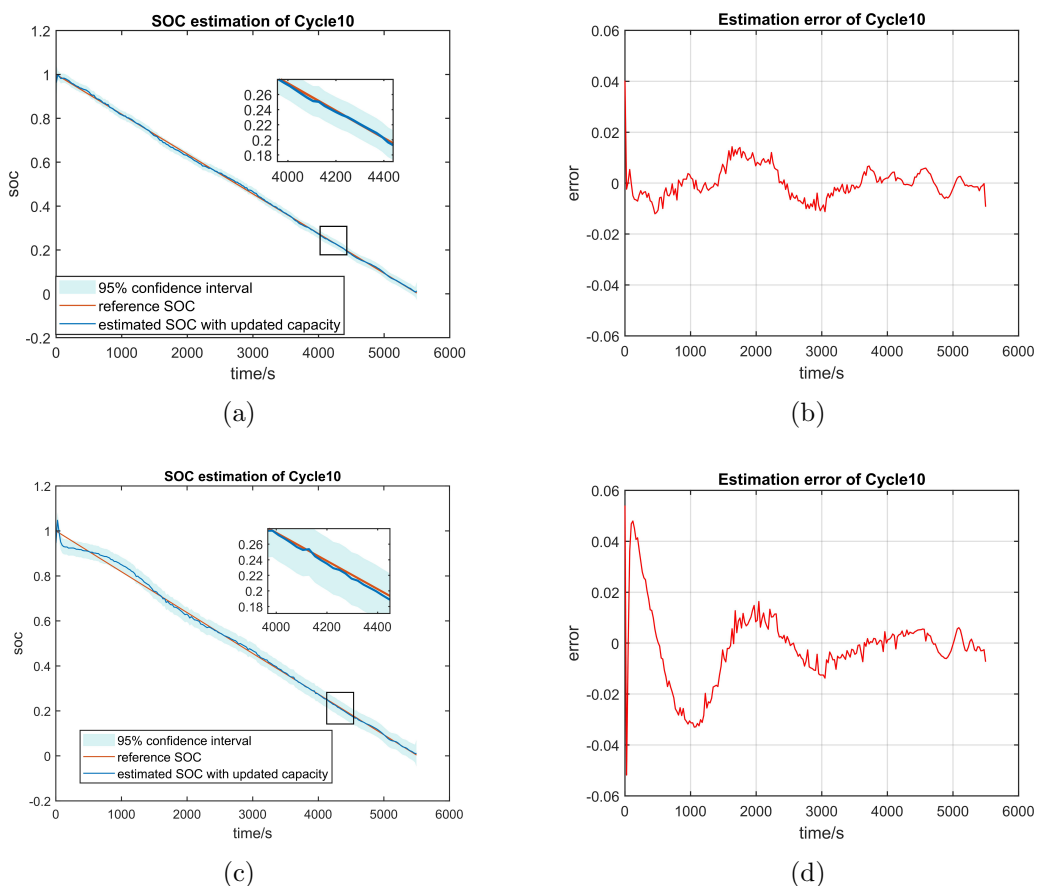 SOC estimation of Cycle10
1.2
1
0.8
0.6
0.4
0.2
0
-0.2
soc
0.26
0.24
0.22
0.2
0.18
4000 4200 4400
95% confidence interval
reference SOC
estimated SOC with updated capacity
0 1000 2000 3000 4000 5000 6000
time/s
(a)
Estimation error of Cycle10
0.06
0.04
0.02
0
-0.02
-0.04
-0.06
error
0 1000 2000 3000 4000 5000 6000
time/s
(b)
SOC estimation of Cycle10
1.2
1
0.8
0.6
0.4
0.2
0
-0.2
soc
0.26
0.24
0.22
0.2
0.18
4000 4200 4400
95% confidence interval
reference SOC
estimated SOC with updated capacity
0 1000 2000 3000 4000 5000 6000
time/s
(c)
Estimation error of Cycle10
0.06
0.04
0.02
0
-0.02
-0.04
-0.06
error
0 1000 2000 3000 4000 5000 6000
time/s
(d)